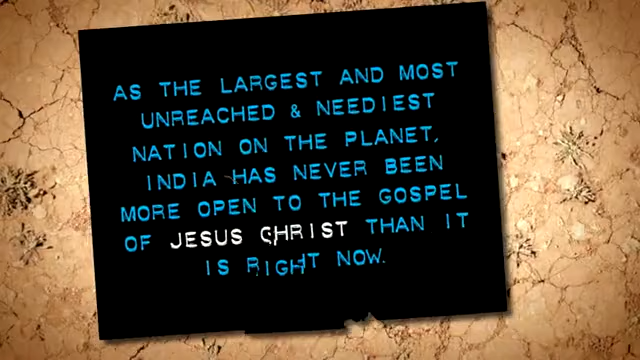 AS THE LARGEST AND MOST
UNREACHED & NEEDIEST
NATION ON THE PLANET,
INDIA HAS NEVER BEEN
MORE OPEN TO THE GOSPEL
OF JESUS CHRIST THAN IT
IS RIGHT NOW.